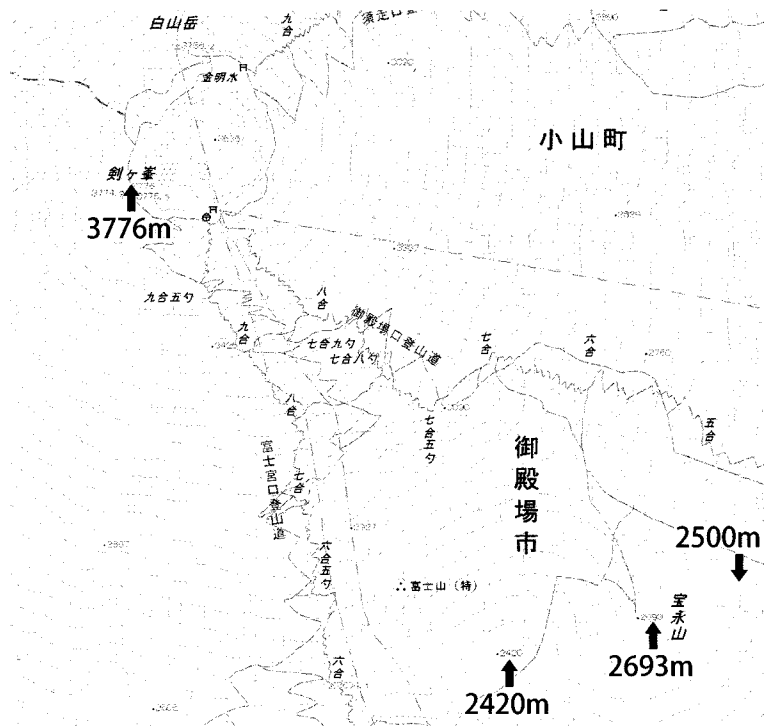 白山岳
九合
金明水
小山町
剣ヶ峯
3776m
九合五勺
八合
御殿場口登山道
九合
七合九勺
七合八勺
七合
六合
八合
七合五勺
五合
御殿場市
富士宮口登山道
七合
2500m
六合五勺
富士山(特)
宝永山
六合
2693m
2420m